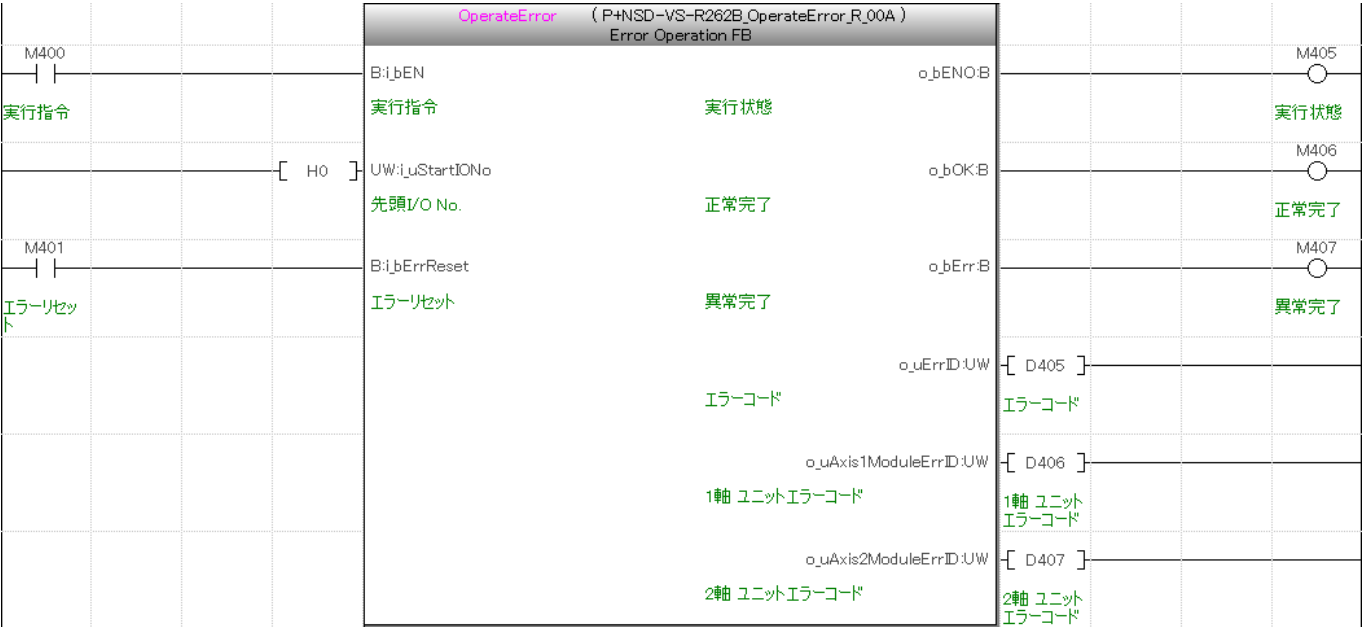 OperateError (P+NSD-VS-R262B_OperateError_R_00A)
Error Operation FB
M400
B:i_bEN
o_bENO:B
M405
実行指令
実行指令
実行状態
実行状態
H0
UW:i_uStartIONo
o_bOK:B
M406
先頭I/O No.
正常完了
正常完了
M401
B:i_bErrReset
o_bErr:B
M407
エラーリセッ
ト
エラーリセット
異常完了
異常完了
o_uErrID:UW
D405
エラーコード
エラーコード
o_uAxis1ModuleErrID:UW
D406
1軸 ユニットエラーコード
1軸 ユニット
エラーコード
o_uAxis2ModuleErrID:UW
D407
2軸 ユニットエラーコード
2軸 ユニット
エラーコード